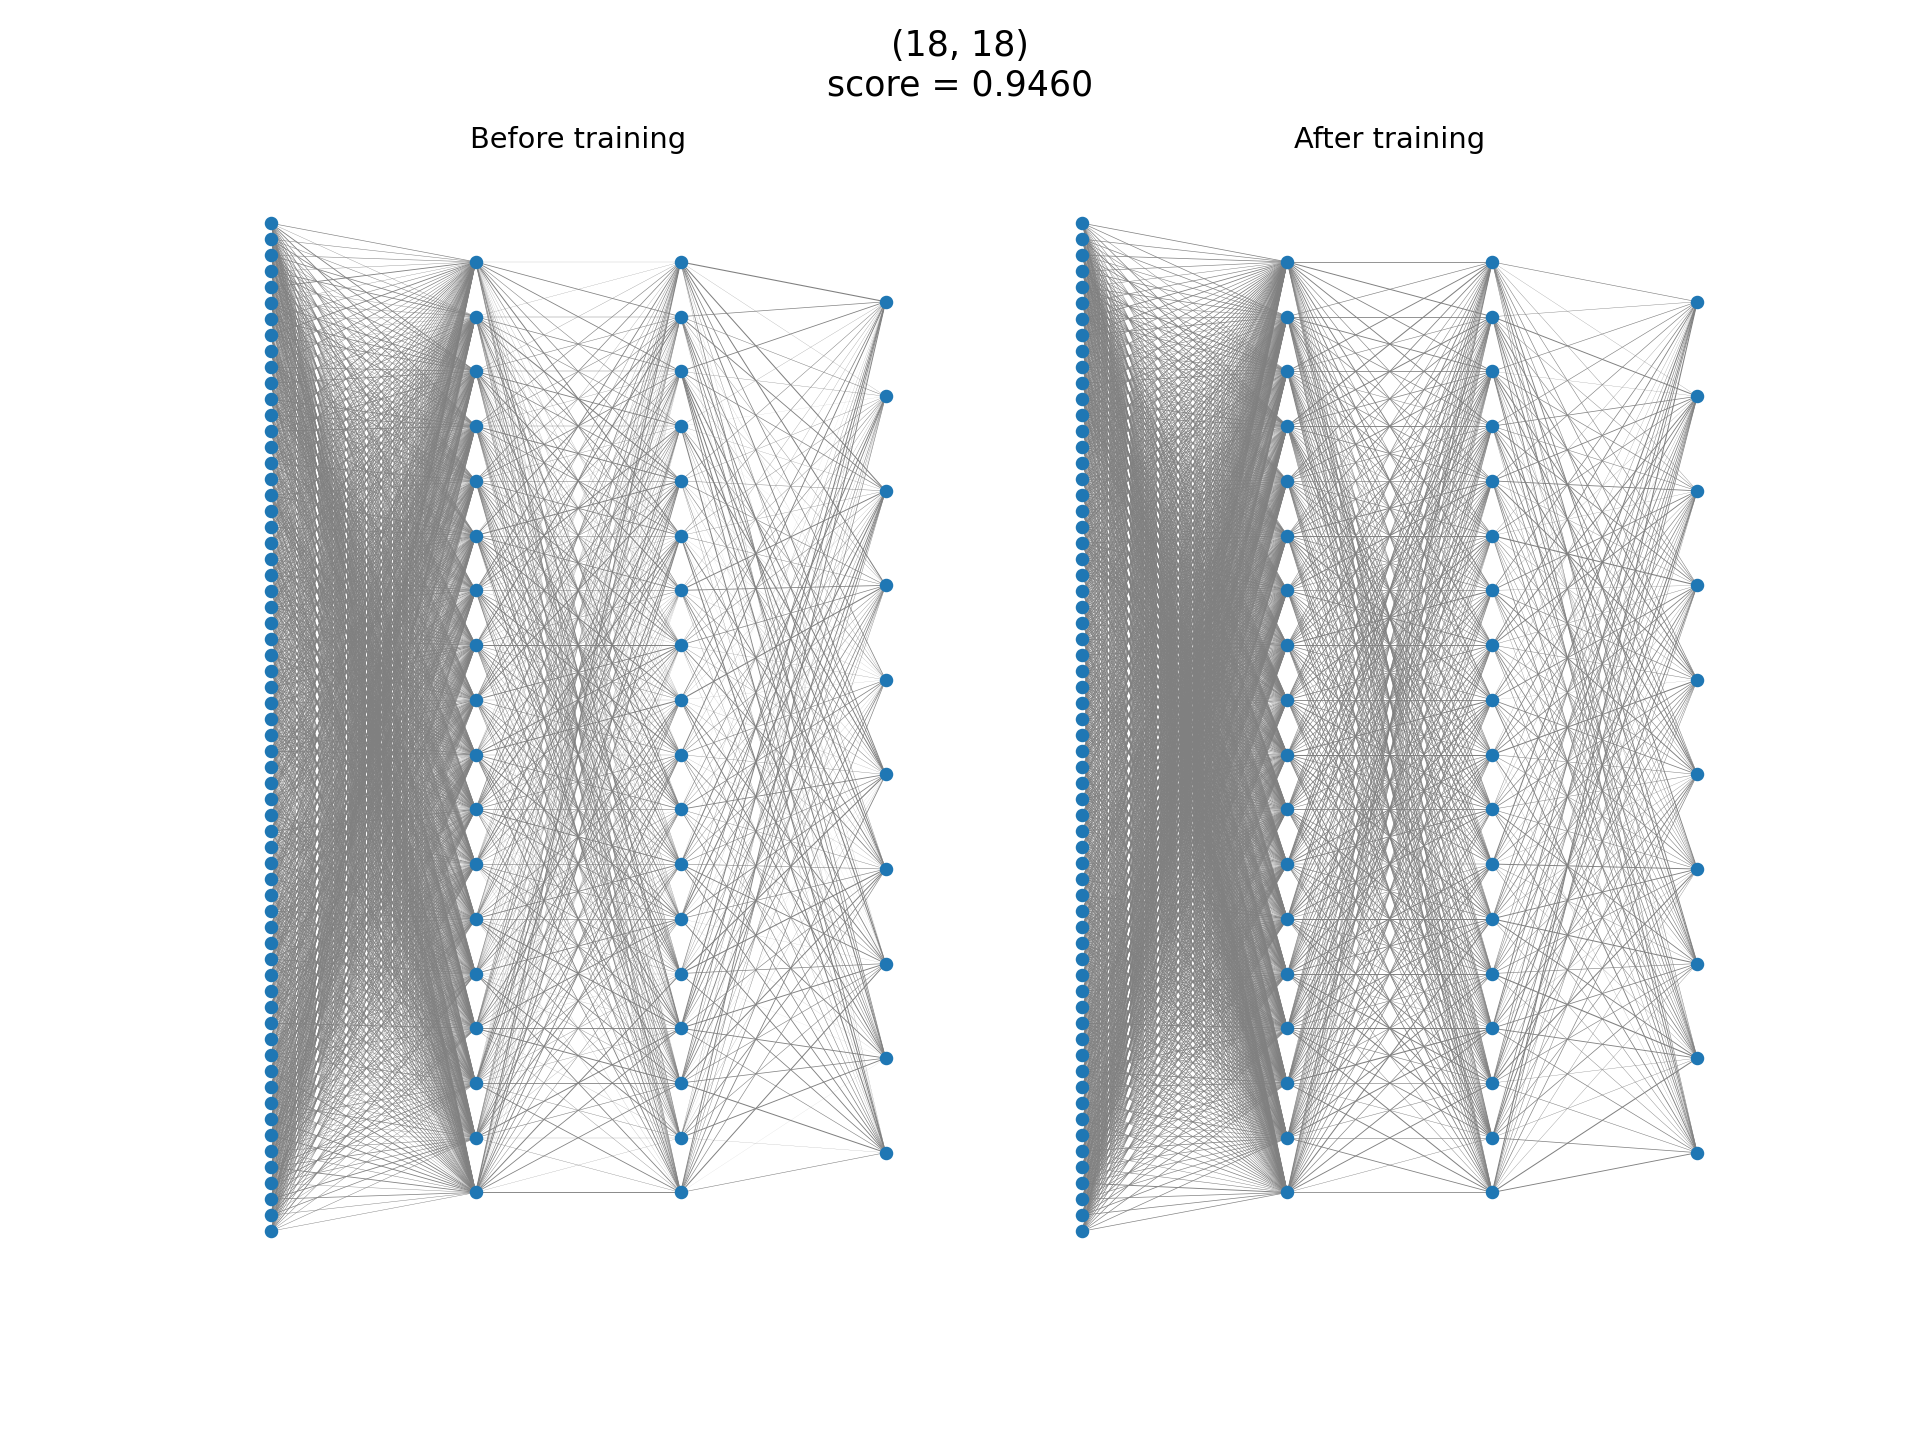 (18, 18)
score = 0.9460
Before training
After training